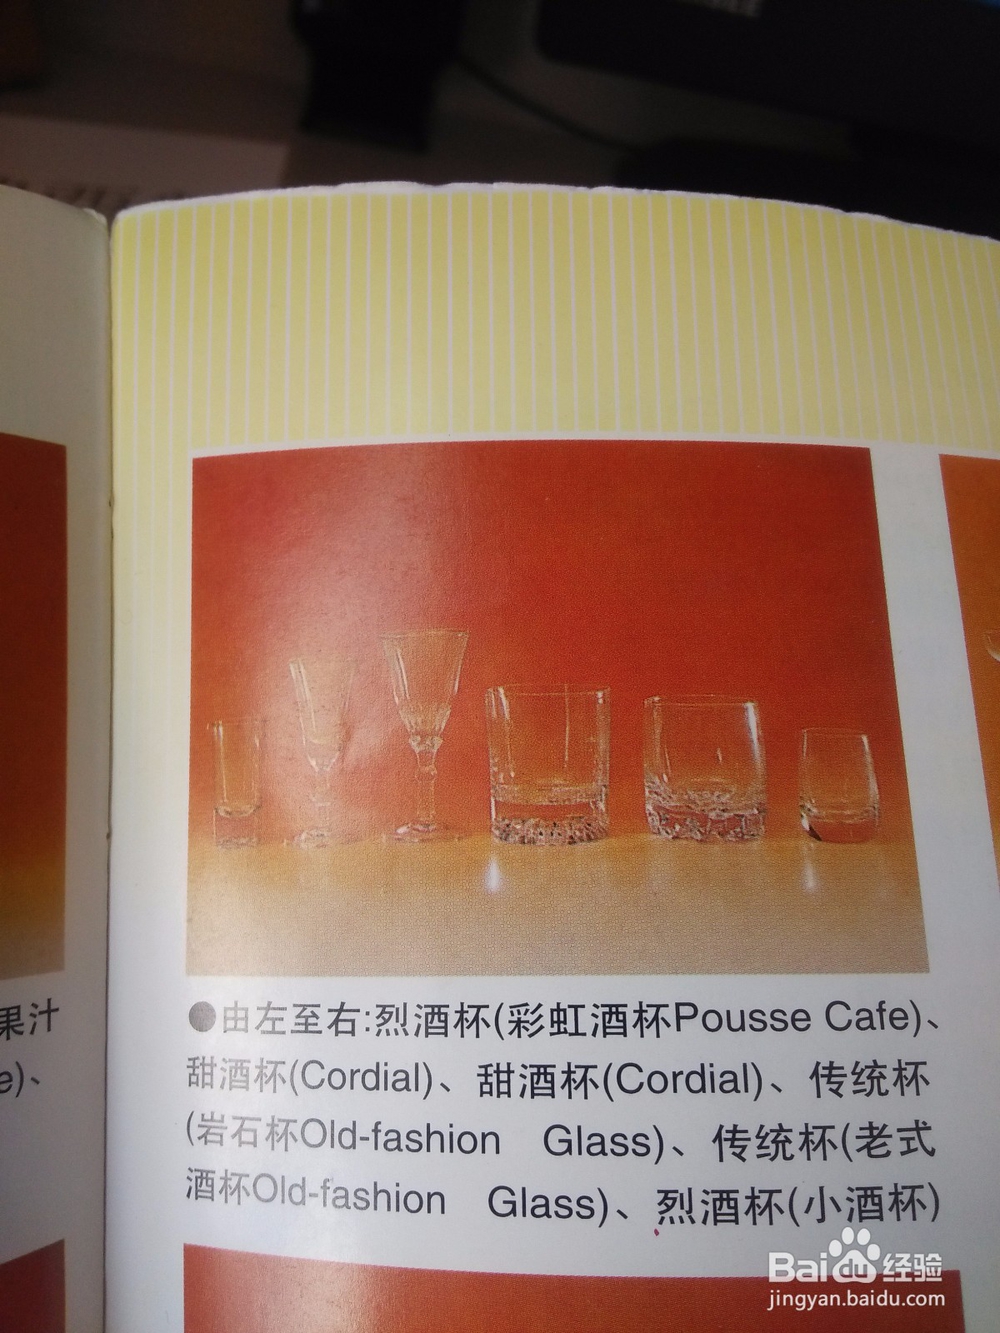 果汁
e)、
●由左至右:烈酒杯(彩虹酒杯Pousse Cafe)、
甜酒杯(Cordial)、甜酒杯(Cordial)、传统杯
(岩石杯Old-fashion Glass)、传统杯(老式
酒杯Old-fashion Glass)、烈酒杯(小酒杯)
Baidu经验
jingyan.baidu.com